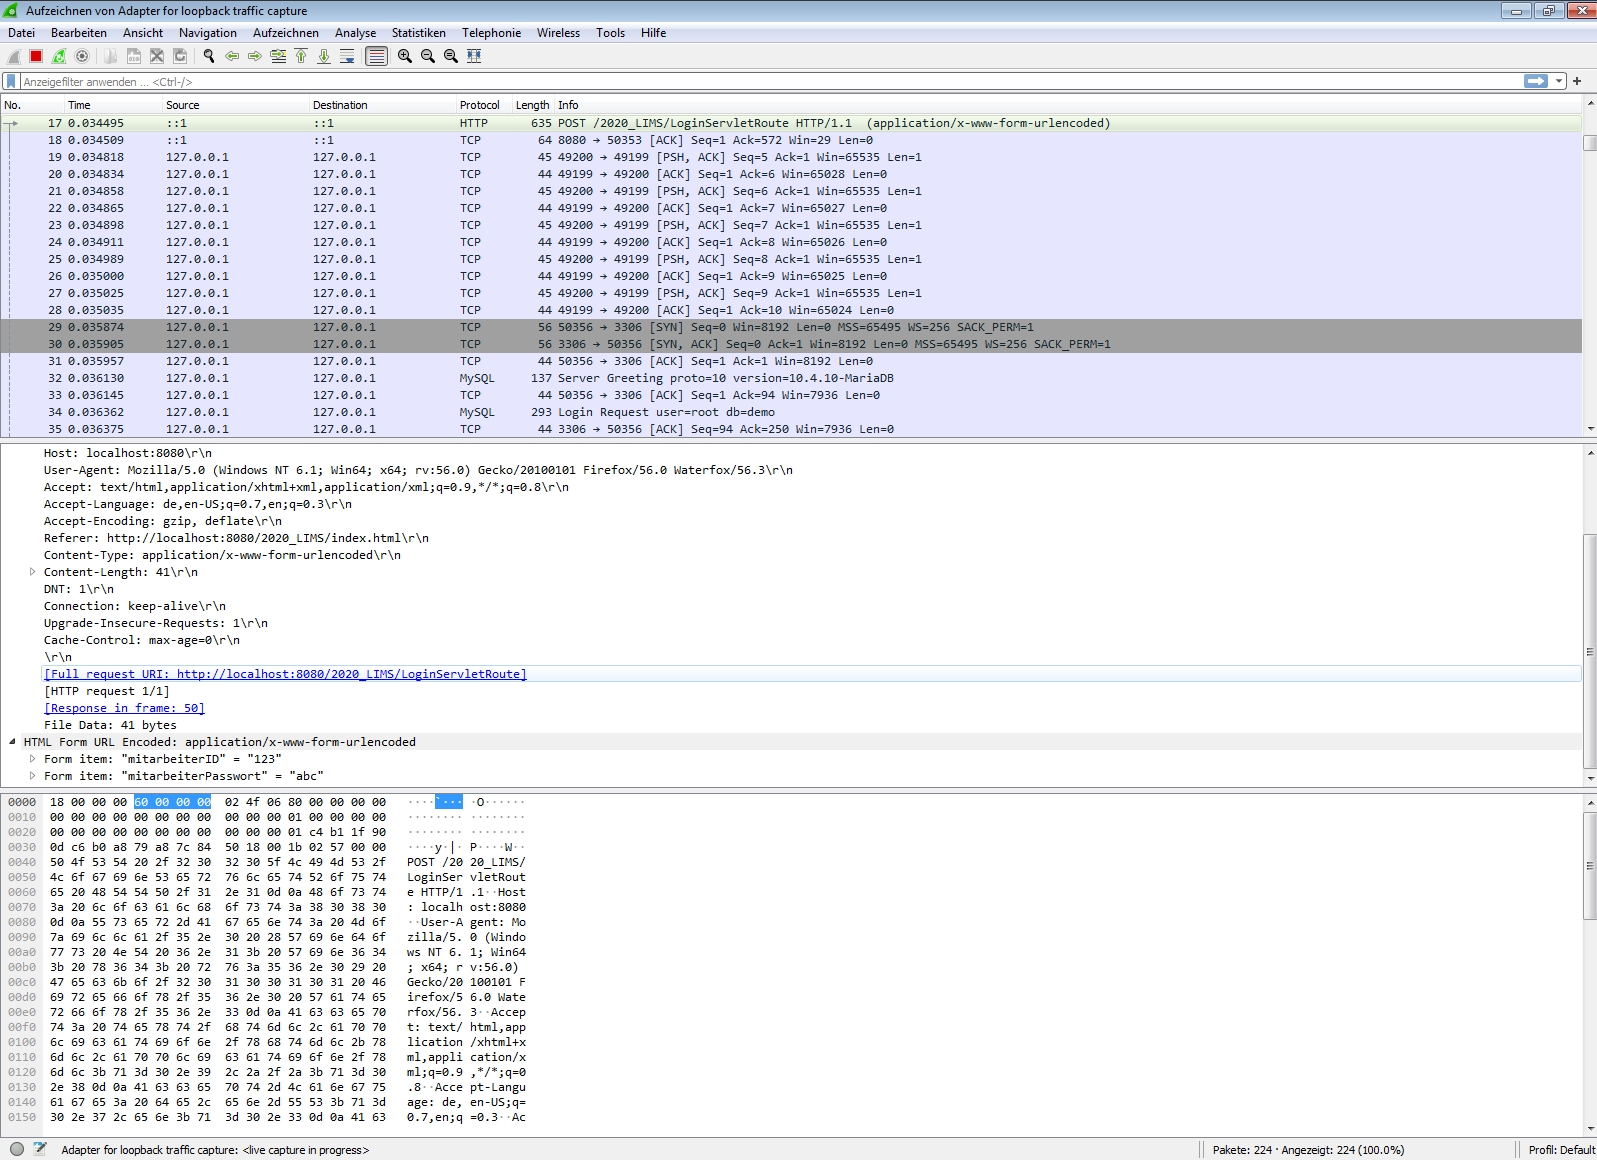 Aufzeichnen von Adapter for loopback traffic capture
Datei Bearbeiten Ansicht Navigation Aufzeichnen Analyse Statistiken Telephonie Wireless Tools Hilfe
Anzeigefilter anwenden ... <Ctrl-/>
No. Time Source Destination Protocol Length Info
17 0.034495 ::1 ::1 HTTP 635 POST /2020_LIMS/LoginServletRoute HTTP/1.1 (application/x-www-form-urlencoded)
18 0.034509 ::1 ::1 TCP 64 8080 → 50353 [ACK] Seq=1 Ack=572 Win=29 Len=0
19 0.034818 127.0.0.1 127.0.0.1 TCP 45 49200 → 49199 [PSH, ACK] Seq=5 Ack=1 Win=65535 Len=1
20 0.034834 127.0.0.1 127.0.0.1 TCP 44 49199 → 49200 [ACK] Seq=1 Ack=6 Win=65028 Len=0
21 0.034858 127.0.0.1 127.0.0.1 TCP 45 49200 → 49199 [PSH, ACK] Seq=6 Ack=1 Win=65535 Len=1
22 0.034865 127.0.0.1 127.0.0.1 TCP 44 49199 → 49200 [ACK] Seq=1 Ack=7 Win=65027 Len=0
23 0.034898 127.0.0.1 127.0.0.1 TCP 45 49200 → 49199 [PSH, ACK] Seq=7 Ack=1 Win=65535 Len=1
24 0.034911 127.0.0.1 127.0.0.1 TCP 44 49199 → 49200 [ACK] Seq=1 Ack=8 Win=65026 Len=0
25 0.034989 127.0.0.1 127.0.0.1 TCP 45 49200 → 49199 [PSH, ACK] Seq=8 Ack=1 Win=65535 Len=1
26 0.035000 127.0.0.1 127.0.0.1 TCP 44 49199 → 49200 [ACK] Seq=1 Ack=9 Win=65025 Len=0
27 0.035025 127.0.0.1 127.0.0.1 TCP 45 49200 → 49199 [PSH, ACK] Seq=9 Ack=1 Win=65535 Len=1
28 0.035035 127.0.0.1 127.0.0.1 TCP 44 49199 → 49200 [ACK] Seq=1 Ack=10 Win=65024 Len=0
29 0.035874 127.0.0.1 127.0.0.1 TCP 56 50356 → 3306 [SYN] Seq=0 Win=8192 Len=0 MSS=65495 WS=256 SACK_PERM=1
30 0.035905 127.0.0.1 127.0.0.1 TCP 56 3306 → 50356 [SYN, ACK] Seq=0 Ack=1 Win=8192 Len=0 MSS=65495 WS=256 SACK_PERM=1
31 0.035957 127.0.0.1 127.0.0.1 TCP 44 50356 → 3306 [ACK] Seq=1 Ack=1 Win=8192 Len=0
32 0.036130 127.0.0.1 127.0.0.1 MySQL 137 Server Greeting proto=10 version=10.4.10-MariaDB
33 0.036145 127.0.0.1 127.0.0.1 TCP 44 50356 → 3306 [ACK] Seq=1 Ack=94 Win=7936 Len=0
34 0.036362 127.0.0.1 127.0.0.1 MySQL 293 Login Request user=root db=demo
35 0.036375 127.0.0.1 127.0.0.1 TCP 44 3306 → 50356 [ACK] Seq=94 Ack=250 Win=7936 Len=0
Host: localhost:8080\r\n
User-Agent: Mozilla/5.0 (Windows NT 6.1; Win64; x64; rv:56.0) Gecko/20100101 Firefox/56.0 Waterfox/56.3\r\n
Accept: text/html,application/xhtml+xml,application/xml;q=0.9,*/*;q=0.8\r\n
Accept-Language: de,en-US;q=0.7,en;q=0.3\r\n
Accept-Encoding: gzip, deflate\r\n
Referer: http://localhost:8080/2020_LIMS/index.html\r\n
Content-Type: application/x-www-form-urlencoded\r\n
Content-Length: 41\r\n
DNT: 1\r\n
Connection: keep-alive\r\n
Upgrade-Insecure-Requests: 1\r\n
Cache-Control: max-age=0\r\n
\r\n
[Full request URI: http://localhost:8080/2020_LIMS/LoginServletRoute]
[HTTP request 1/1]
[Response in frame: 50]
File Data: 41 bytes
HTML Form URL Encoded: application/x-www-form-urlencoded
Form item: "mitarbeiterID" = "123"
Form item: "mitarbeiterPasswort" = "abc"
0000 18 00 00 00 60 00 00 00 02 4f 06 80 00 00 00 00 ····`··· ·O······
0010 00 00 00 00 00 00 00 00 00 00 00 01 00 00 00 00 ········ ········
0020 00 00 00 00 00 00 00 00 00 00 00 01 c4 b1 1f 90 ········ ········
0030 0d c6 b0 a8 79 a8 7c 84 50 18 00 1b 02 57 00 00 ····y·|· P····W··
0040 50 4f 53 54 20 2f 32 30 32 30 5f 4c 49 4d 53 2f POST /20 20_LIMS/
0050 4c 6f 67 69 6e 53 65 72 76 6c 65 74 52 6f 75 74 LoginSer vletRout
0060 65 20 48 54 54 50 2f 31 2e 31 0d 0a 48 6f 73 74 e HTTP/1 .1··Host
0070 3a 20 6c 6f 63 61 6c 68 6f 73 74 3a 38 30 38 30 : localh ost:8080
0080 0d 0a 55 73 65 72 2d 41 67 65 6e 74 3a 20 4d 6f ··User-A gent: Mo
0090 7a 69 6c 6c 61 2f 35 2e 30 20 28 57 69 6e 64 6f zilla/5. 0 (Windo
00a0 77 73 20 4e 54 20 36 2e 31 3b 20 57 69 6e 36 34 ws NT 6. 1; Win64
00b0 3b 20 78 36 34 3b 20 72 76 3a 35 36 2e 30 29 20 ; x64; r v:56.0)
00c0 47 65 63 6b 6f 2f 32 30 31 30 30 31 30 31 20 46 Gecko/20 100101 F
00d0 69 72 65 66 6f 78 2f 35 36 2e 30 20 57 61 74 65 irefox/5 6.0 Wate
00e0 72 66 6f 78 2f 35 36 2e 33 0d 0a 41 63 63 65 70 rfox/56. 3··Accep
00f0 74 3a 20 74 65 78 74 2f 68 74 6d 6c 2c 61 70 70 t: text/ html,app
0100 6c 69 63 61 74 69 6f 6e 2f 78 68 74 6d 6c 2b 78 lication /xhtml+x
0110 6d 6c 2c 61 70 70 6c 69 63 61 74 69 6f 6e 2f 78 ml,appli cation/x
0120 6d 6c 3b 71 3d 30 2e 39 2c 2a 2f 2a 3b 71 3d 30 ml;q=0.9 ,*/*;q=0
0130 2e 38 0d 0a 41 63 63 65 70 74 2d 4c 61 6e 67 75 .8··Acce pt-Langu
0140 61 67 65 3a 20 64 65 2c 65 6e 2d 55 53 3b 71 3d age: de, en-US;q=
0150 30 2e 37 2c 65 6e 3b 71 3d 30 2e 33 0d 0a 41 63 0.7,en;q =0.3··Ac
Adapter for loopback traffic capture: <live capture in progress>
Pakete: 224 · Angezeigt: 224 (100.0%)
Profil: Default